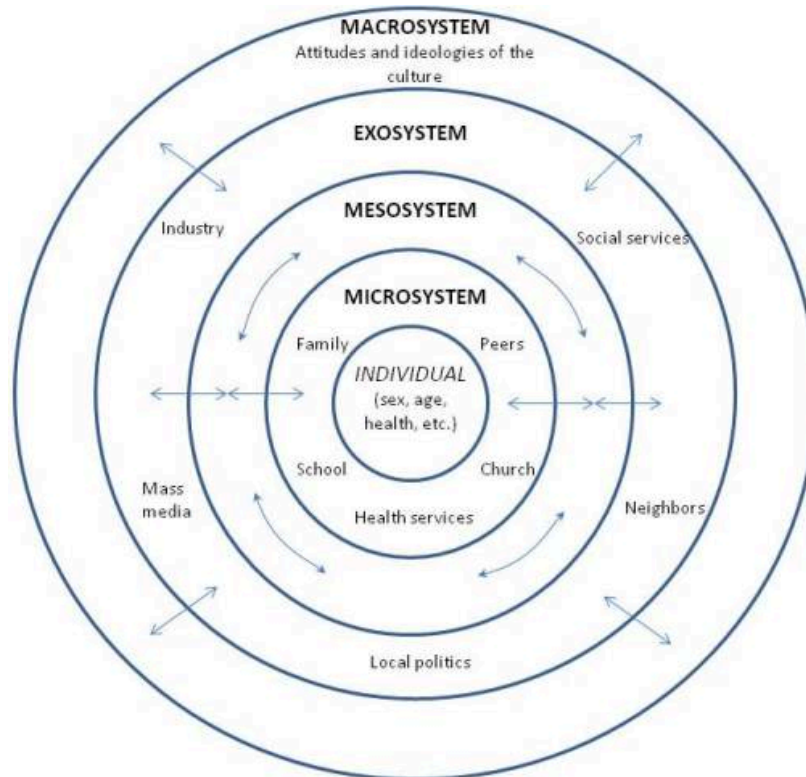 MACROSYSTEM
Attitudes and ideologies of the
culture
EXOSYSTEM
Industry
Social services
MESOSYSTEM
MICROSYSTEM
Family
Peers
INDIVIDUAL
(sex, age,
health, etc.)
School
Church
Health services
Mass
media
Neighbors
Local politics